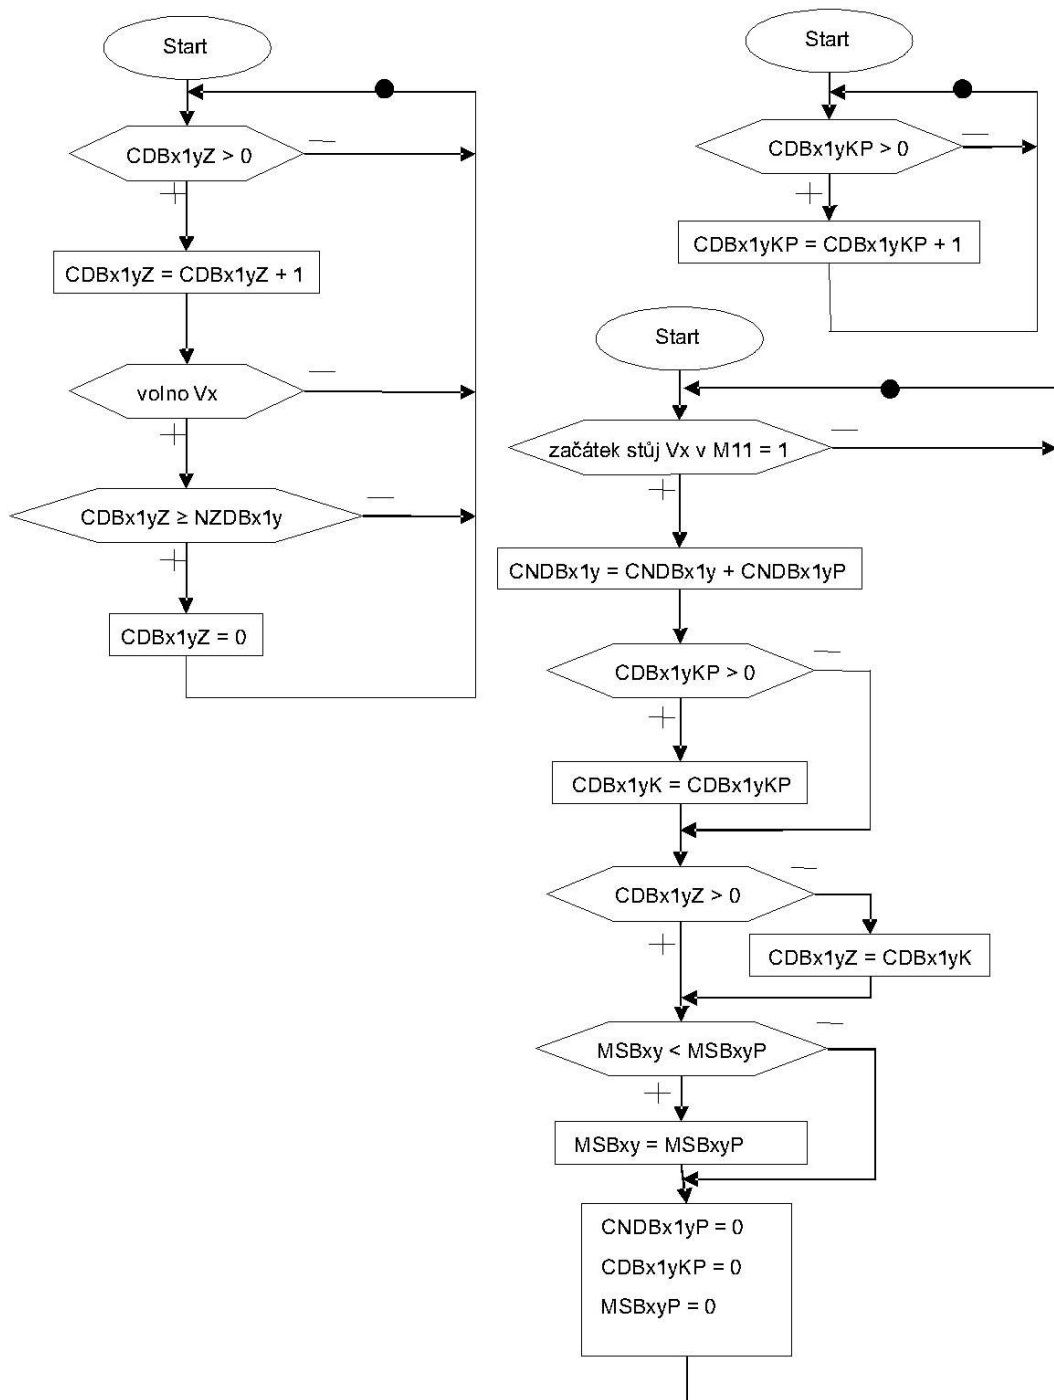 Start
CDBx1yZ > 0
CDBx1yZ = CDBx1yZ + 1
volno Vx
CDBx1yZ ≥ NZDBx1y
CDBx1yZ = 0
Start
CDBx1yKP > 0
CDBx1yKP = CDBx1yKP + 1
Start
začátek stůj Vx v M11 = 1
CNDBx1y = CNDBx1y + CNDBx1yP
CDBx1yKP > 0
CDBx1yK = CDBx1yKP
CDBx1yZ > 0
CDBx1yZ = CDBx1yK
MSBxy < MSBxyP
MSBxy = MSBxyP
CNDBx1yP = 0
CDBx1yKP = 0
MSBxyP = 0